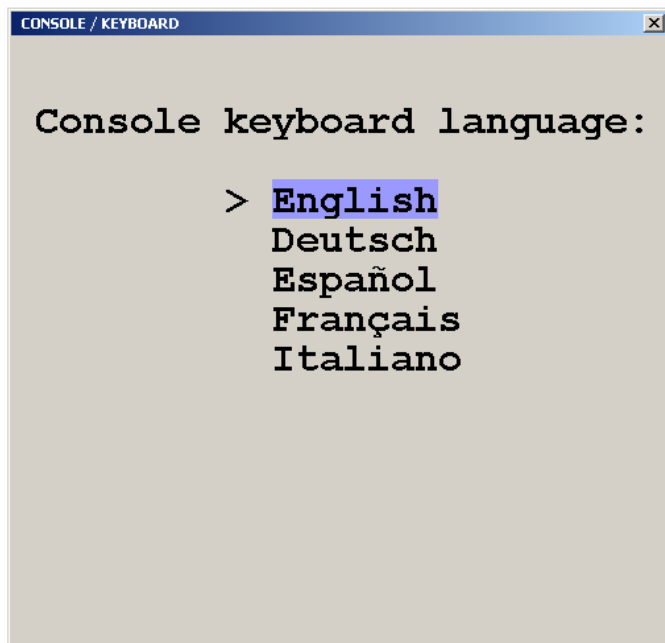 CONSOLE / KEYBOARD
Console keyboard language:
> English
Deutsch
Español
Français
Italiano